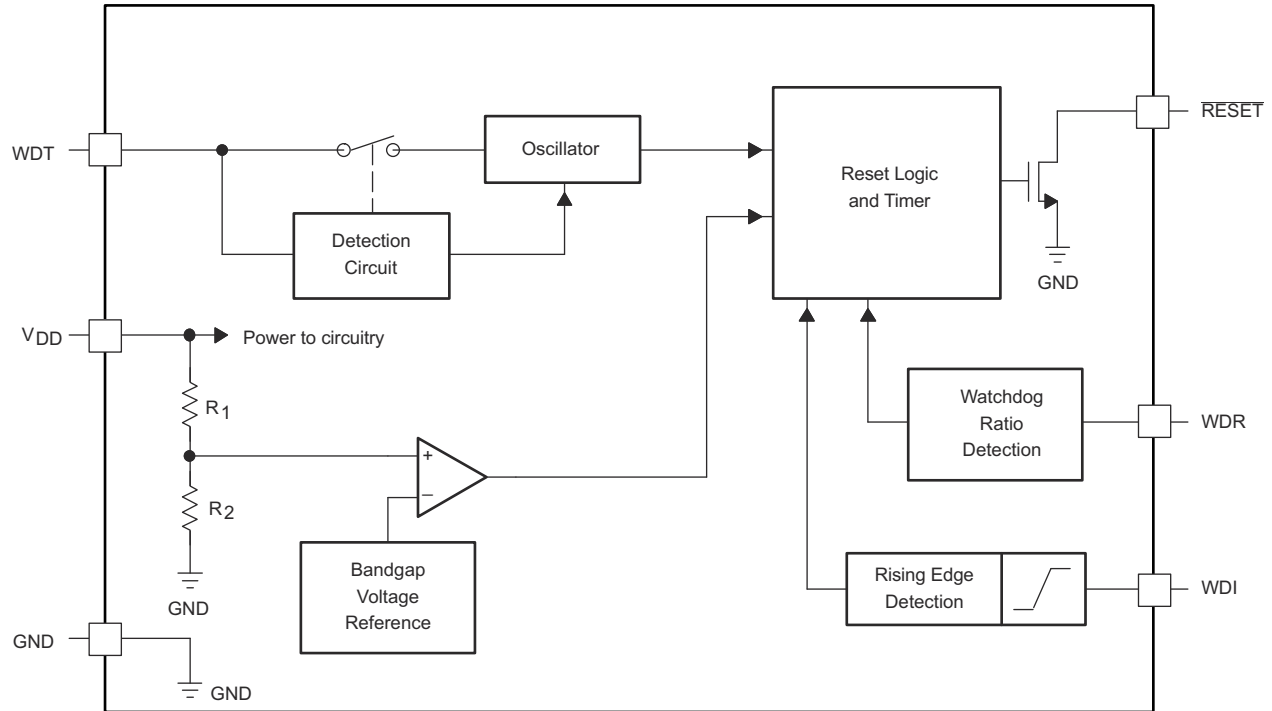 WDT
Oscillator
Detection
Circuit
Reset Logic
and Timer
RESET
GND
VDD
Power to circuitry
R1
R2
GND
+
−
Bandgap
Voltage
Reference
Watchdog
Ratio
Detection
WDR
Rising Edge
Detection
WDI
GND
GND